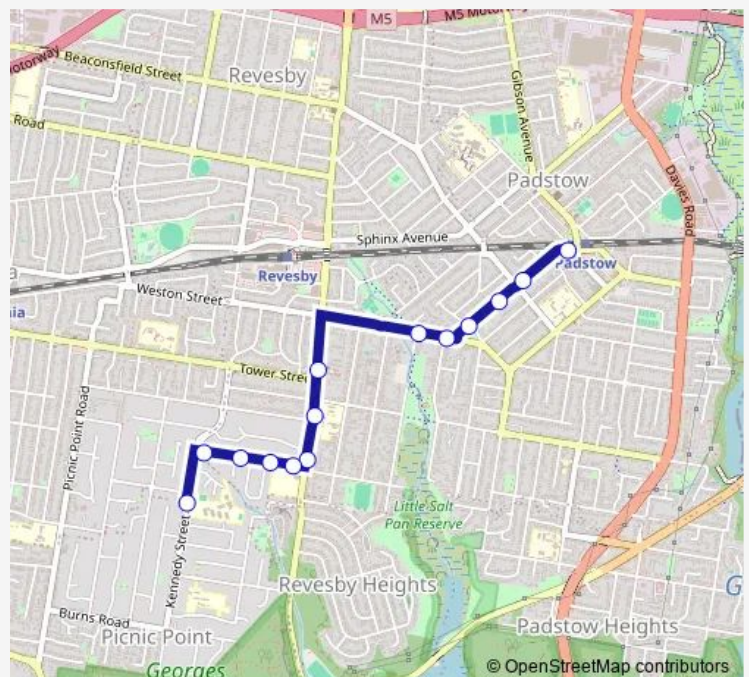 M5
M5 Motorway
otorway
Beaconsfield Street
Revesby
Gibson Avenue
Road
Padstow
Davies Road
Sphinx Avenue
Revesby
Padstow
Weston Street
Tower Stre
Picnic Point Road
Little Salt
Pan Reserve
Kennedy Street
Revesby Heights
Burns Road
Picnic Point
Padstow Heights
G
Georges
© OpenStreetMap contributors